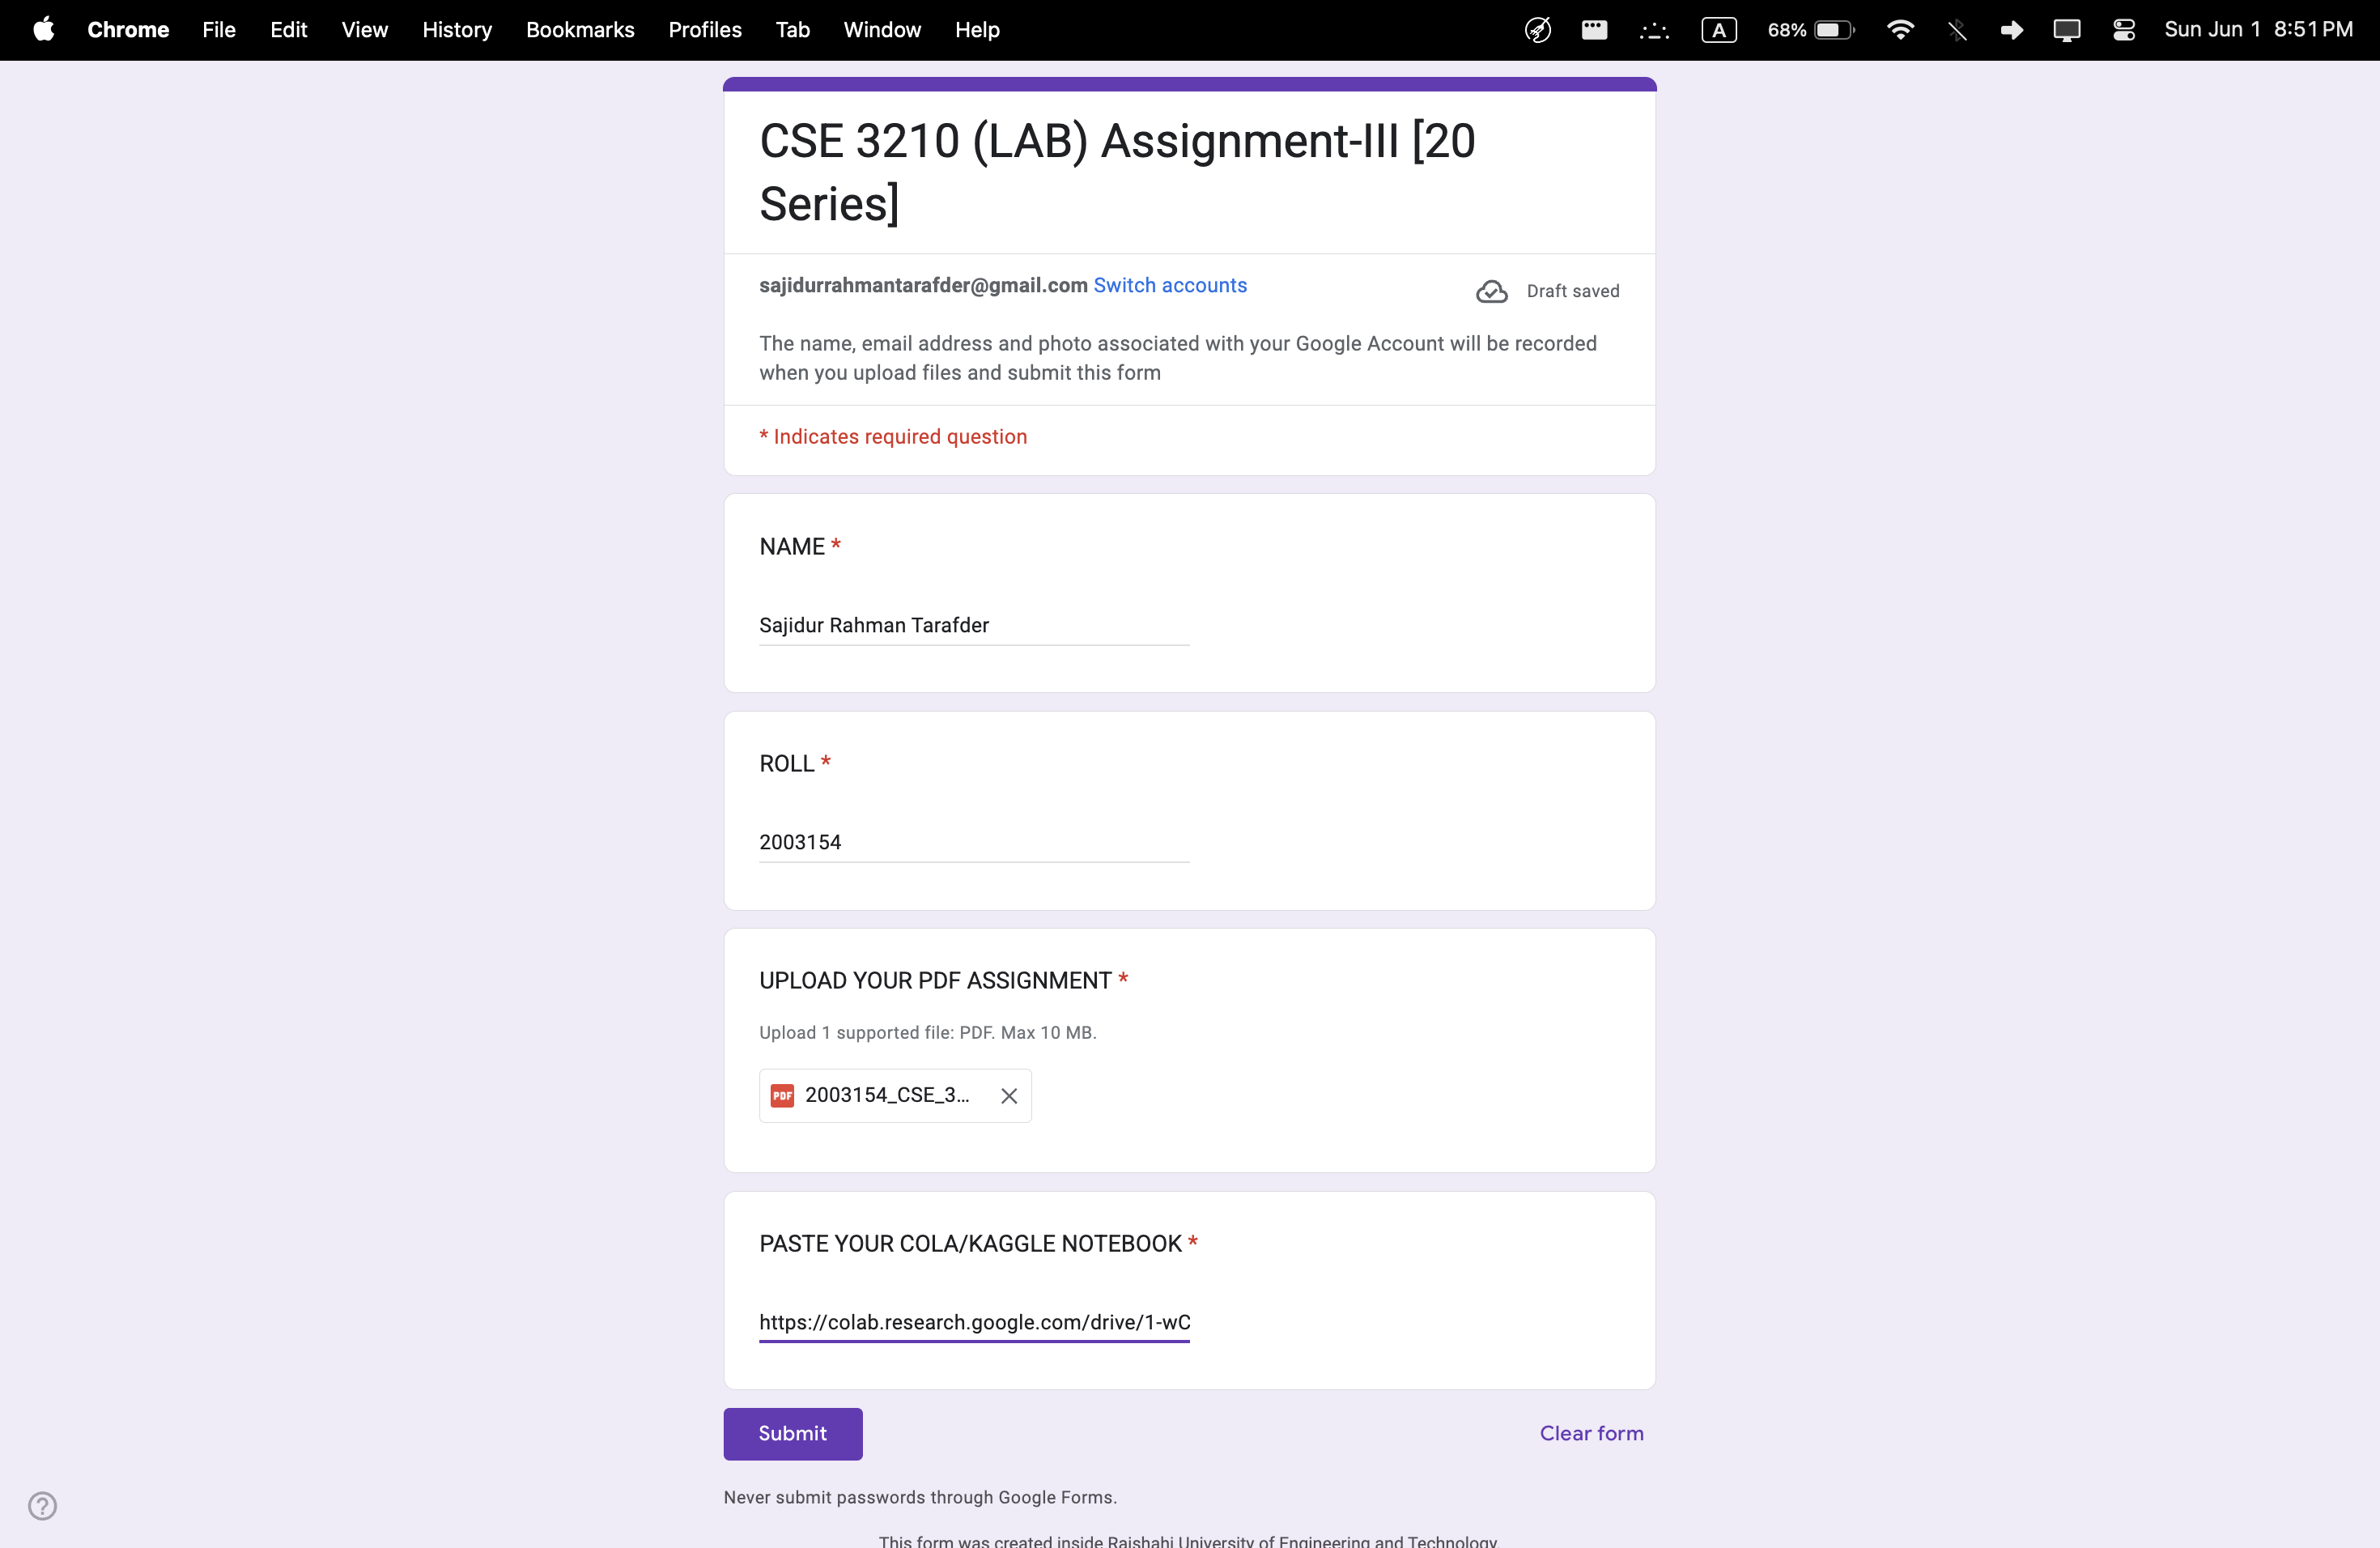 Chrome File Edit View History Bookmarks Profiles Tab Window Help A 68% Sun Jun 1 8:51 PM
CSE 3210 (LAB) Assignment-III [20
Series]
sajidurrahmantarafder@gmail.com Switch accounts
Draft saved
The name, email address and photo associated with your Google Account will be recorded
when you upload files and submit this form
* Indicates required question
NAME *
Sajidur Rahman Tarafder
ROLL *
2003154
UPLOAD YOUR PDF ASSIGNMENT *
Upload 1 supported file: PDF. Max 10 MB.
PDF 2003154_CSE_3...
PASTE YOUR COLA/KAGGLE NOTEBOOK *
https://colab.research.google.com/drive/1-wC
Submit
Clear form
Never submit passwords through Google Forms.
This form was created inside Rajshahi University of Engineering and Technology.